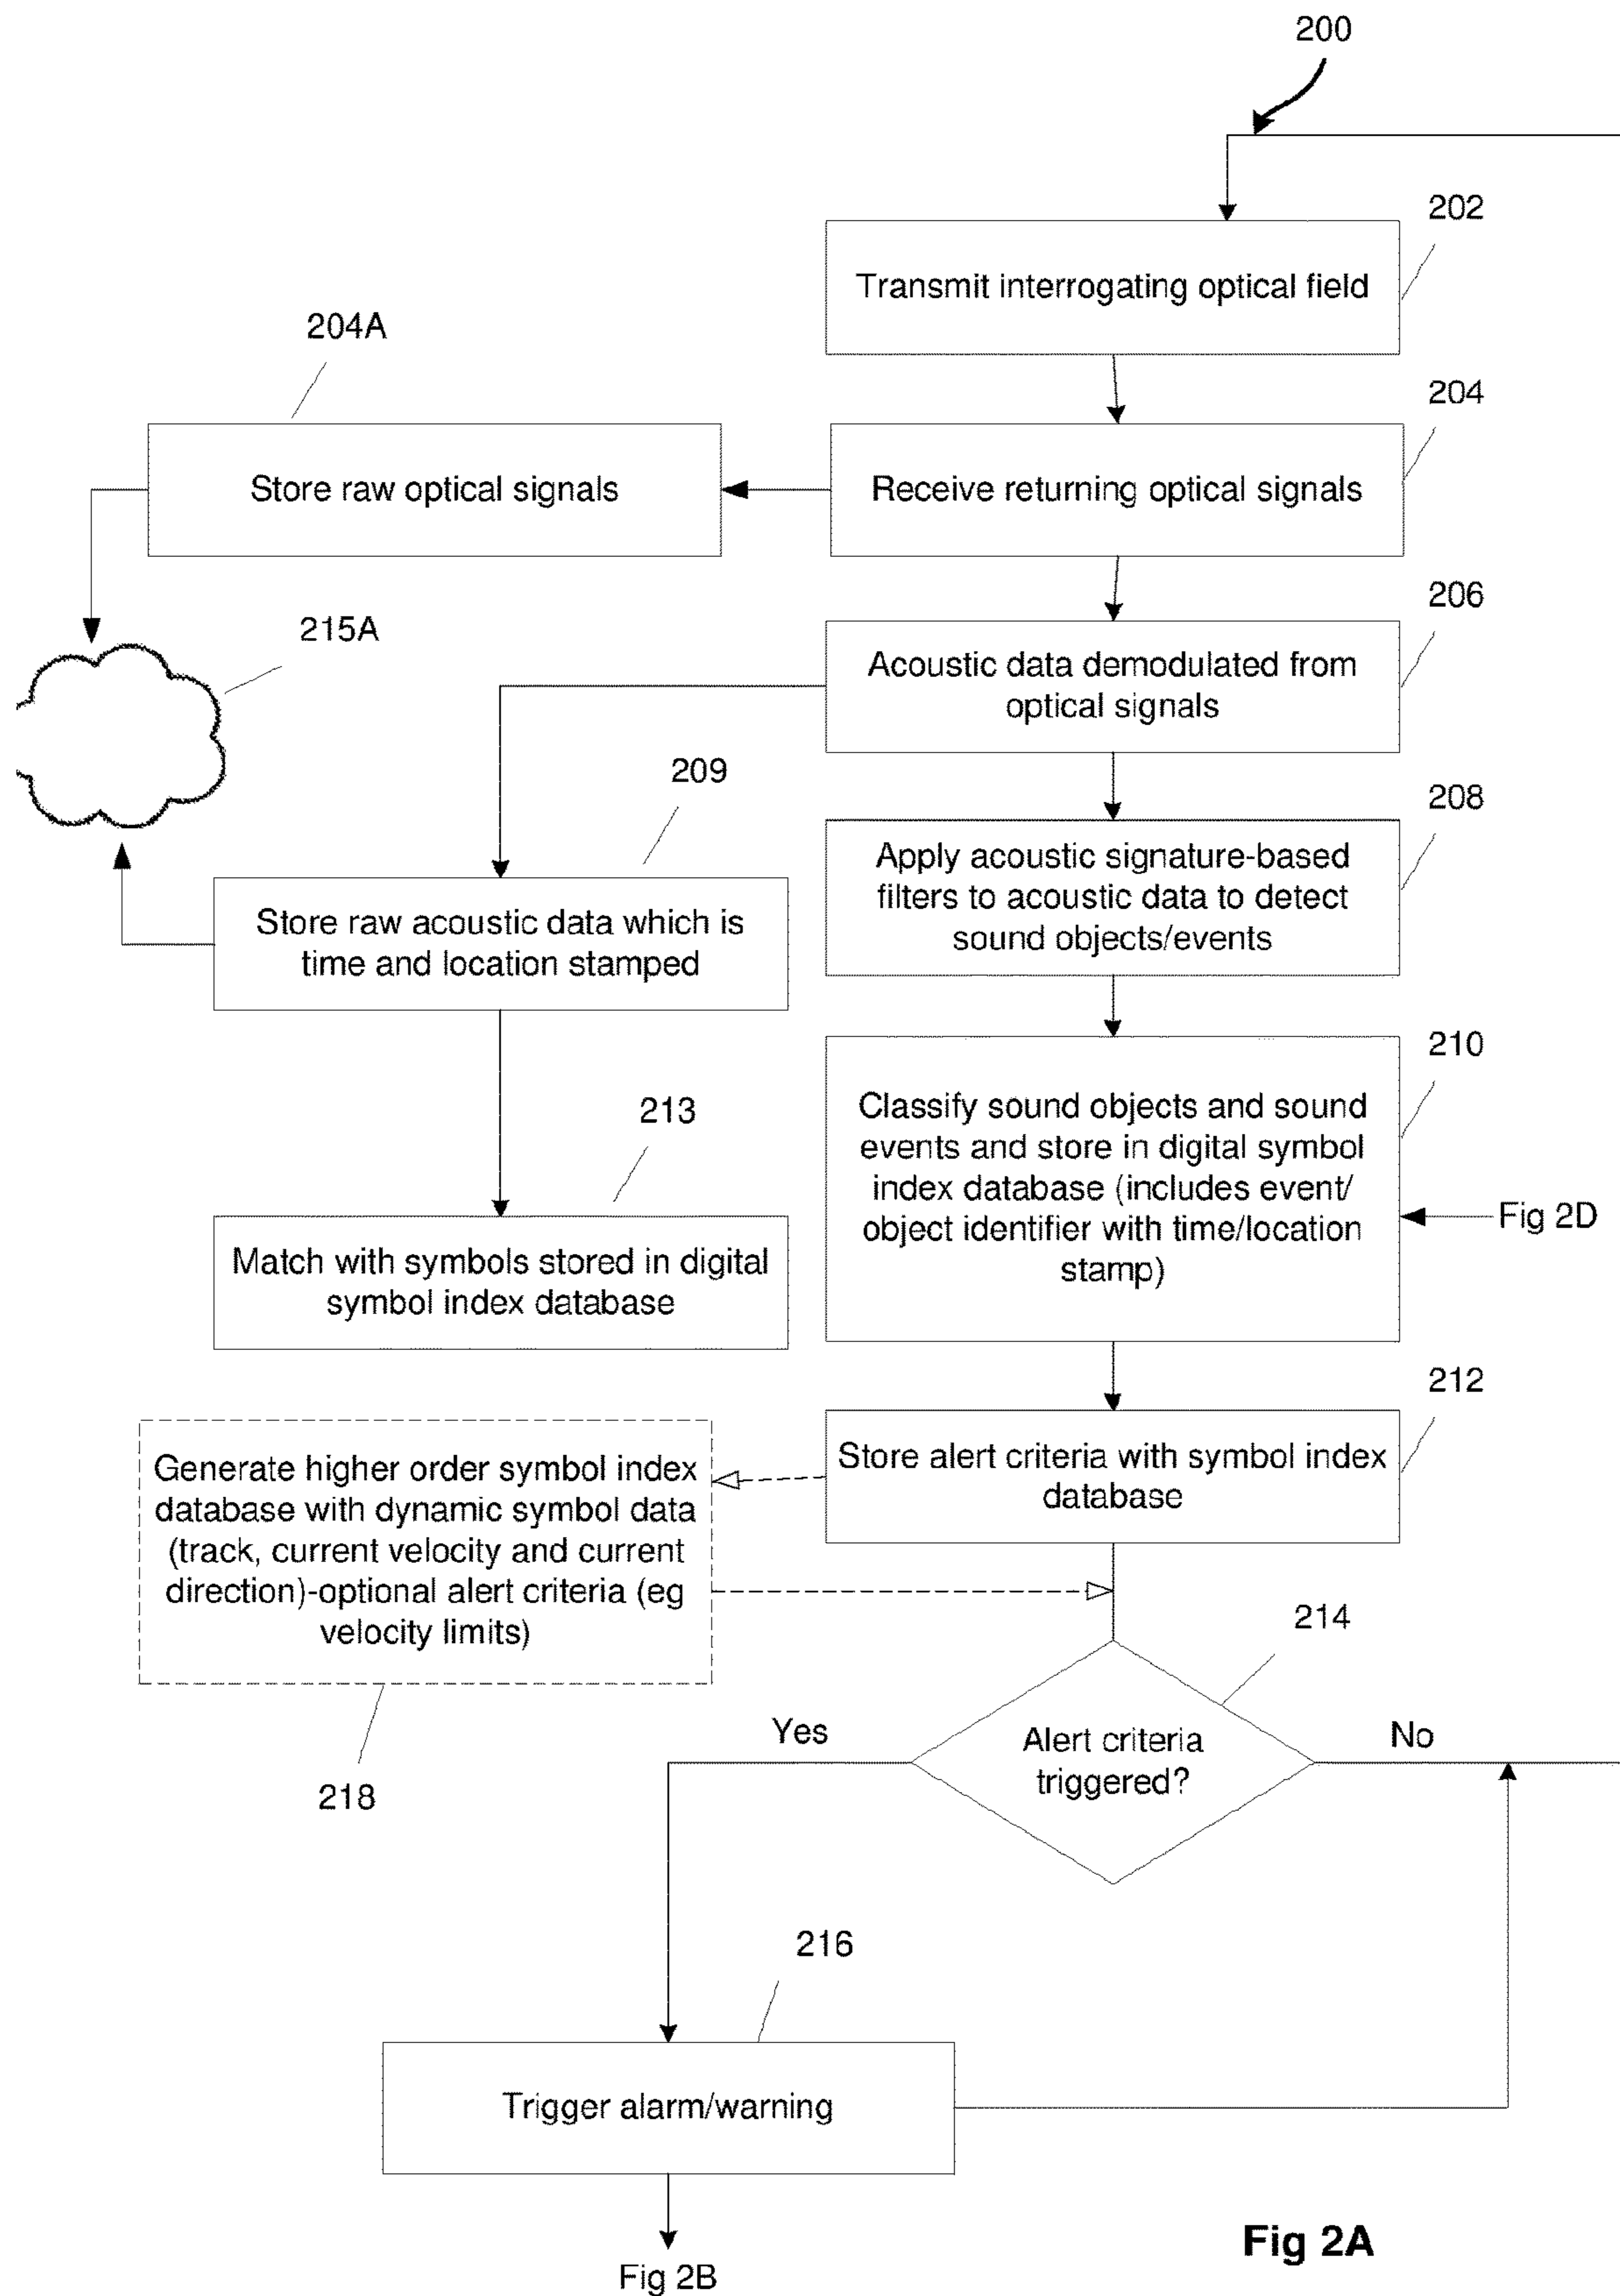 200
202
Transmit interrogating optical field
204A
204
Store raw optical signals
Receive returning optical signals
206
215A
Acoustic data demodulated from
optical signals
209
208
Store raw acoustic data which is
time and location stamped
Apply acoustic signature-based
filters to acoustic data to detect
sound objects/events
210
213
Classify sound objects and sound
events and store in digital symbol
index database (includes event/
object identifier with time/location
stamp)
Fig 2D
Match with symbols stored in digital
symbol index database
212
Store alert criteria with symbol index
database
Generate higher order symbol index
database with dynamic symbol data
(track, current velocity and current
direction)-optional alert criteria (eg
velocity limits)
214
218
Yes
Alert criteria
triggered?
No
216
Trigger alarm/warning
Fig 2B
Fig 2A